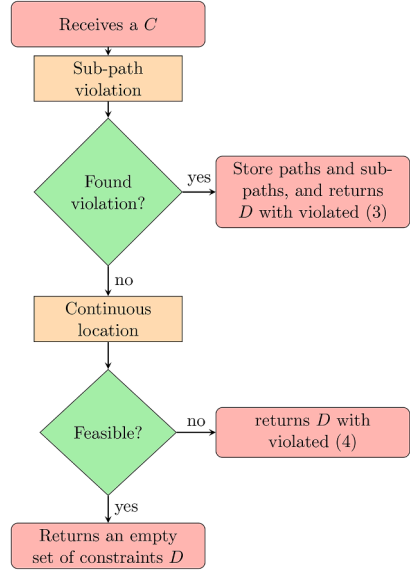 Receives a C
Sub-path
violation
Found
violation?
yes
Store paths and sub-
paths, and returns
D with violated (3)
no
Continuous
location
Feasible?
no
returns D with
violated (4)
yes
Returns an empty
set of constraints D